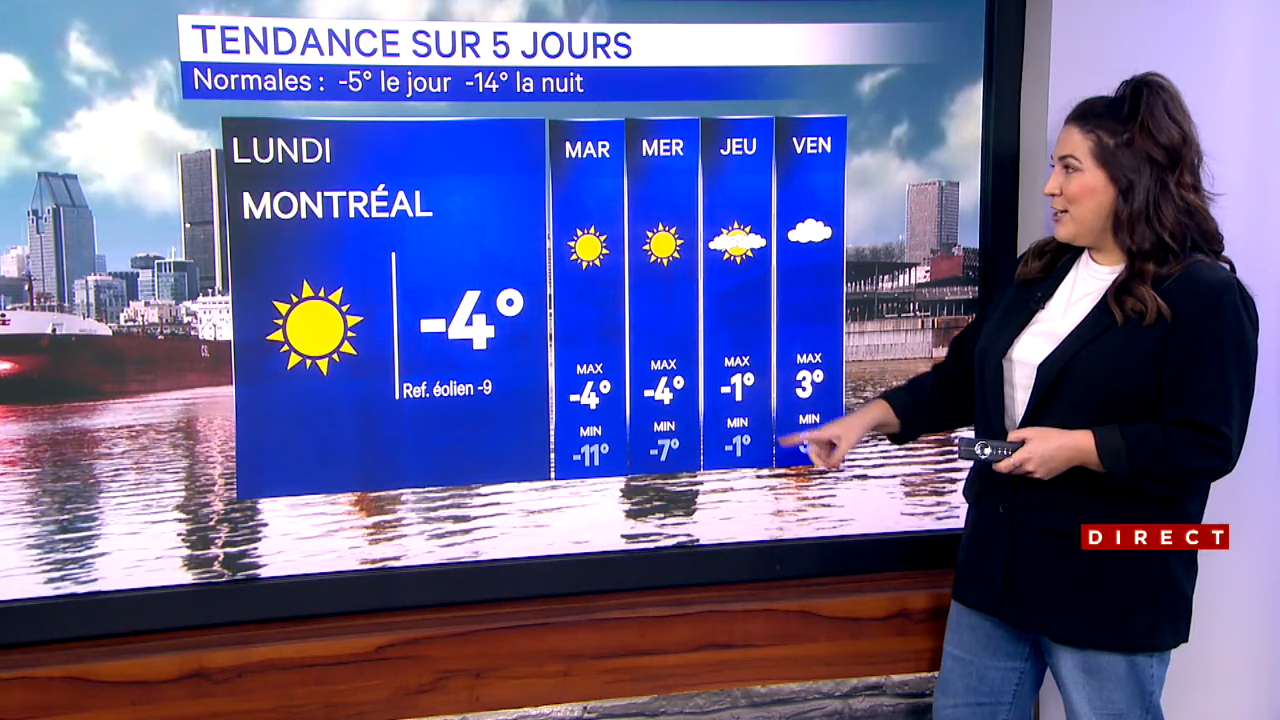 TENDANCE SUR 5 JOURS
Normales : -5° le jour -14° la nuit
LUNDI
MONTRÉAL
-4°
Ref. éolien -9
MAR
MAX
-4°
MIN
-11°
MER
MAX
-4°
MIN
-7°
JEU
MAX
-1°
MIN
-1°
VEN
MAX
3°
MIN
DIRECT